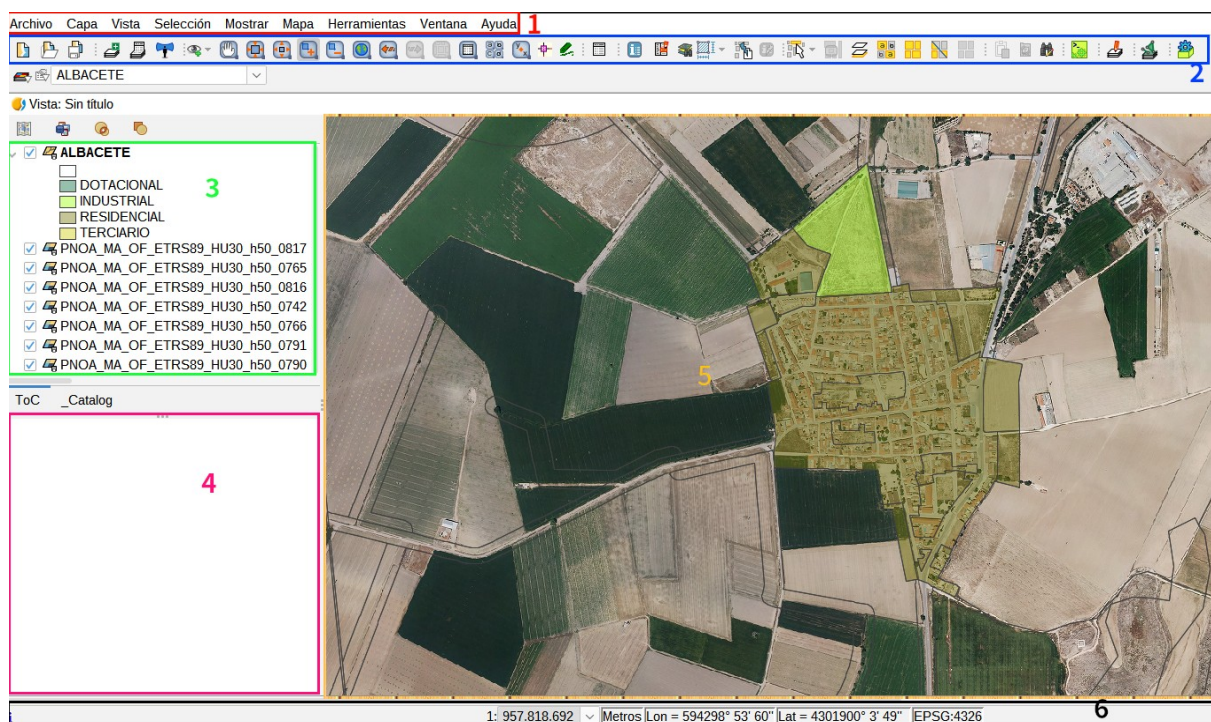 Archivo Capa Vista Selección Mostrar Mapa Herramientas Ventana Ayuda 1
2
ALBACETE
Vista: Sin título
ALBACETE
3
DOTACIONAL
INDUSTRIAL
RESIDENCIAL
TERCIARIO
PNOA_MA_OF_ETRS89_HU30_h50_0817
PNOA_MA_OF_ETRS89_HU30_h50_0765
PNOA_MA_OF_ETRS89_HU30_h50_0816
PNOA_MA_OF_ETRS89_HU30_h50_0742
PNOA_MA_OF_ETRS89_HU30_h50_0766
PNOA_MA_OF_ETRS89_HU30_h50_0791
PNOA_MA_OF_ETRS89_HU30_h50_0790
ToC _Catalog
4
5
6
1: 957.818.692 Metros Lon = 594298° 53' 60'' Lat = 4301900° 3' 49'' EPSG:4326